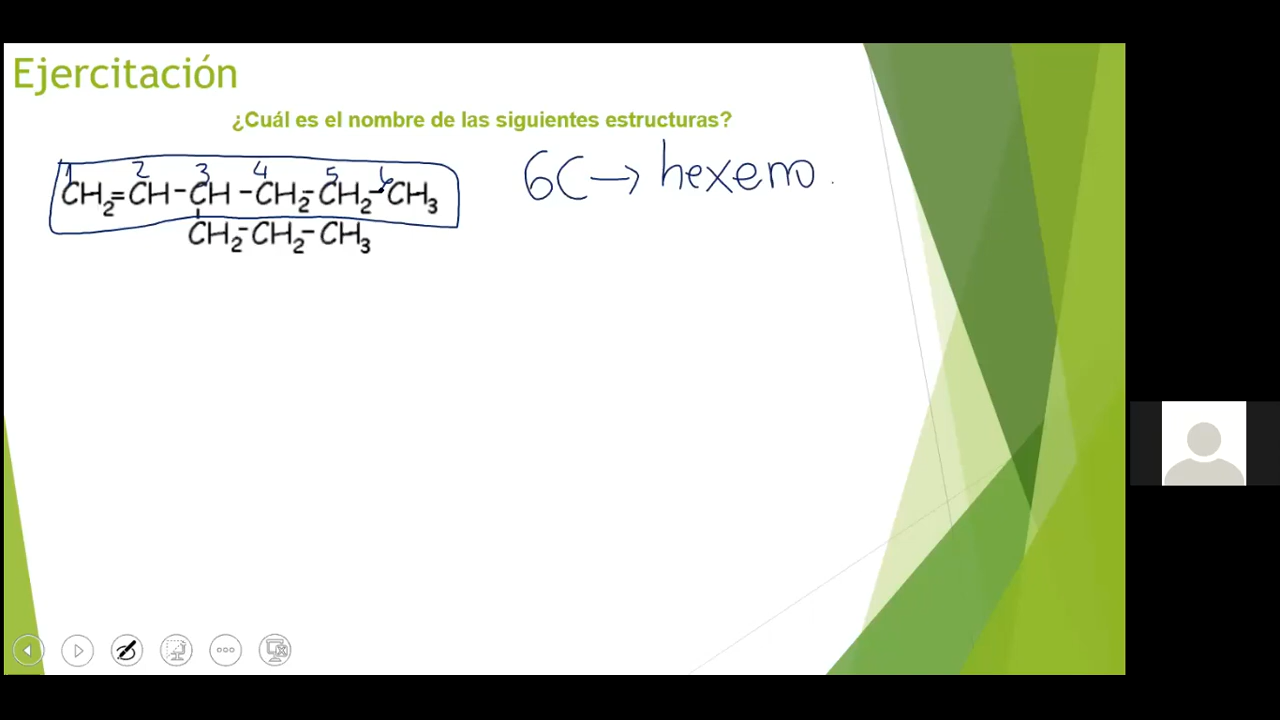 Ejercitación
¿Cuál es el nombre de las siguientes estructuras?
1 2 3 4 5 6
CH₂=CH-CH-CH₂-CH₂-CH₃
CH₂-CH₂-CH₃
6C → hexeno